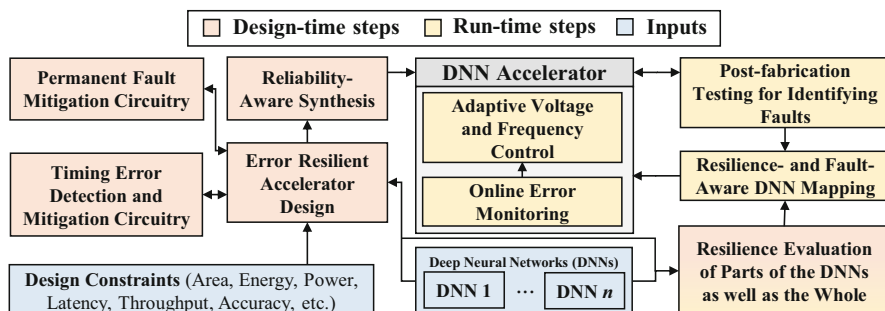 Design-time steps Run-time steps Inputs
Permanent Fault
Mitigation Circuitry
Reliability-
Aware Synthesis
DNN Accelerator
Post-fabrication
Testing for Identifying
Faults
Adaptive Voltage
and Frequency
Control
Timing Error
Detection and
Mitigation Circuitry
Error Resilient
Accelerator
Design
Online Error
Monitoring
Resilience- and Fault-
Aware DNN Mapping
Design Constraints (Area, Energy, Power,
Latency, Throughput, Accuracy, etc.)
Deep Neural Networks (DNNs)
DNN 1 ... DNN n
Resilience Evaluation
of Parts of the DNNs
as well as the Whole